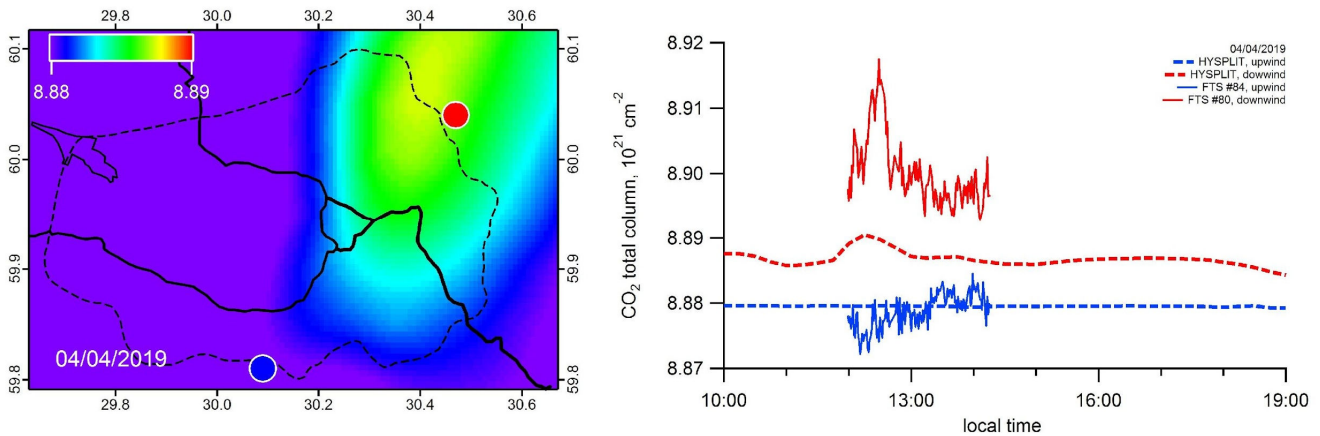 29.8 30.0 30.2 30.4 30.6
60.1
60.0
59.9
59.8
8.88 8.89
60.1
60.0
59.9
59.8
04/04/2019
29.8 30.0 30.2 30.4 30.6
CO2 total column, 10^21 cm^-2
8.92
8.91
8.90
8.89
8.88
8.87
04/04/2019
HYSPLIT, upwind
HYSPLIT, dowwind
FTS #84, upwind
FTS #80, downwind
10:00 13:00 16:00 19:00
local time